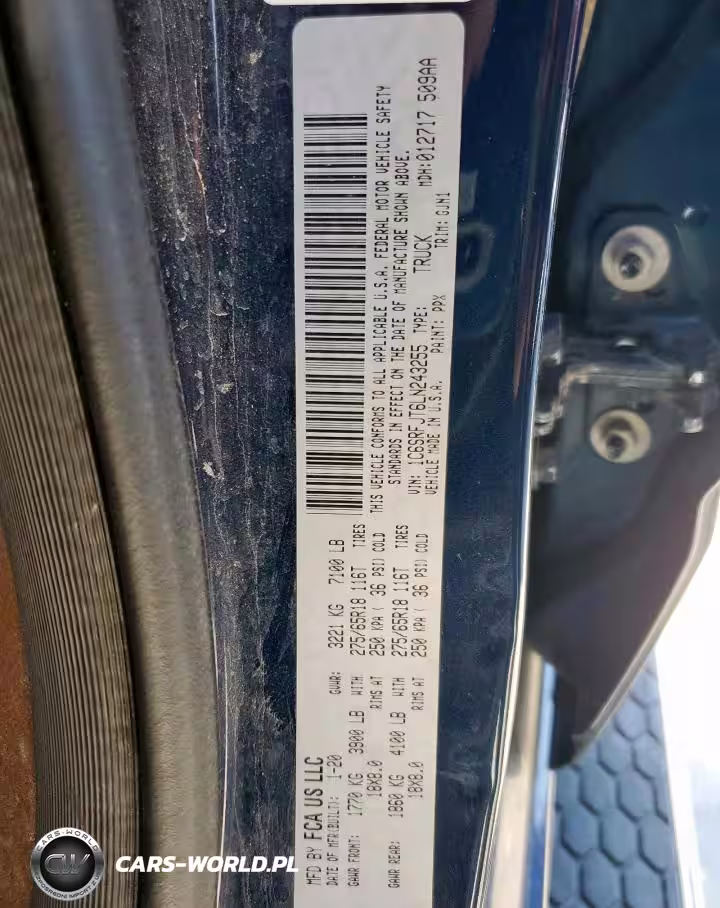 MFD BY FCA US LLC
DATE OF MFR(BUILT): 1-20 GVWR: 3221 KG 7100 LB
GAWR FRONT: 1770 KG 3900 LB WITH 275/65R18 116T TIRES
18X8.0 RIMS AT 250 KPA ( 36 PSI) COLD
GAWR REAR: 1860 KG 4100 LB WITH 275/65R18 116T TIRES
18X8.0 RIMS AT 250 KPA ( 36 PSI) COLD
THIS VEHICLE CONFORMS TO ALL APPLICABLE U.S.A. FEDERAL MOTOR VEHICLE SAFETY
STANDARDS IN EFFECT ON THE DATE OF MANUFACTURE SHOWN ABOVE.
VIN: 1C6SRFJT6LN243255 TYPE: TRUCK MDH: 012717 509AA
VEHICLE MADE IN U.S.A. PAINT: PPX TRIM: GJN1
CARS-WORLD
CW
CARS-WORLD.PL